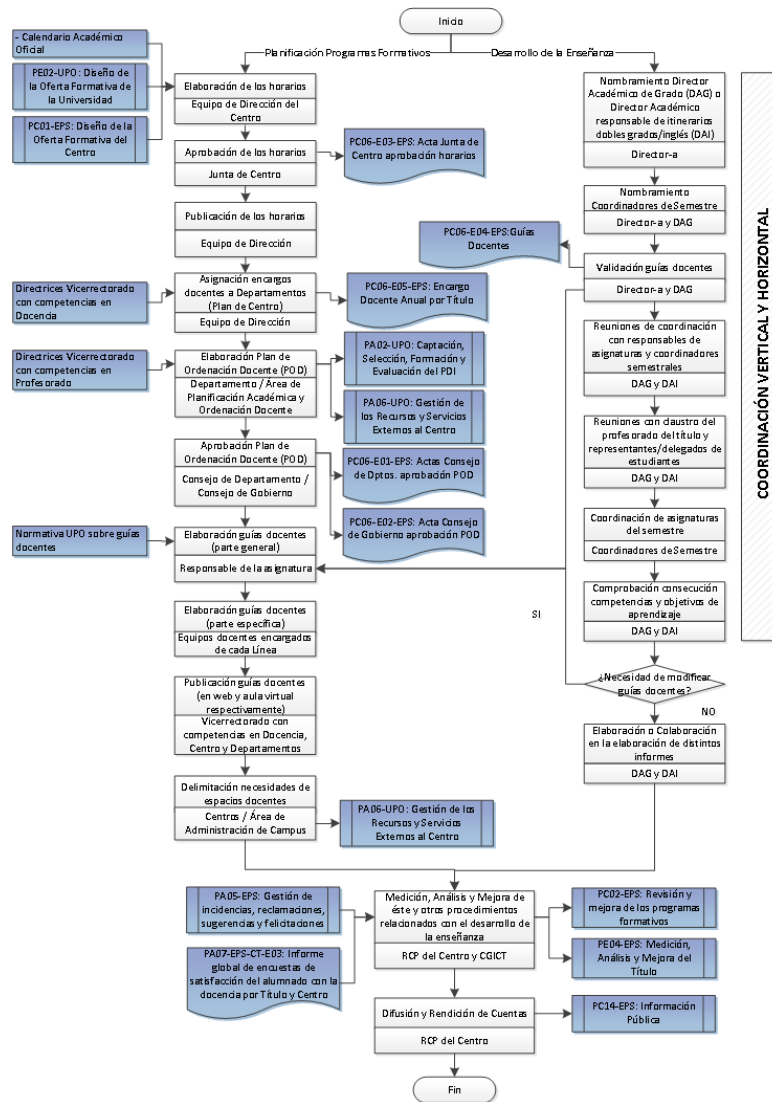 Inicio
Planificación Programas Formativos
Desarrollo de la Enseñanza
- Calendario Académico
Oficial
PE02-UPO: Diseño de
la Oferta Formativa de
la Universidad
PC01-EPS: Diseño de la
Oferta Formativa del
Centro
Elaboración de los horarios
Equipo de Dirección del
Centro
Aprobación de los horarios
Junta de Centro
PC06-E03-EPS: Acta Junta de
Centro aprobación horarios
Publicación de los horarios
Equipo de Dirección
Directrices Vicerrectorado
con competencias en
Docencia
Asignación encargos
docentes a Departamentos
(Plan de Centro)
Equipo de Dirección
PC06-E05-EPS: Encargo
Docente Anual por Título
Directrices Vicerrectorado
con competencias en
Profesorado
Elaboración Plan de
Ordenación Docente (POD)
Departamento / Área de
Planificación Académica y
Ordenación Docente
PA02-UPO: Captación,
Selección, Formación y
Evaluación del PDI
PA06-UPO: Gestión de
los Recursos y Servicios
Externos al Centro
Aprobación Plan de
Ordenación Docente (POD)
Consejo de Departamento /
Consejo de Gobierno
PC06-E01-EPS: Actas Consejo
de Dptos. aprobación POD
PC06-E02-EPS: Acta Consejo
de Gobierno aprobación POD
Normativa UPO sobre guías
docentes
Elaboración guías docentes
(parte general)
Responsable de la asignatura
Elaboración guías docentes
(parte específica)
Equipos docentes encargados
de cada Línea
Publicación guías docentes
(en web y aula virtual
respectivamente)
Vicerrectorado con
competencias en Docencia,
Centro y Departamentos
Delimitación necesidades de
espacios docentes
Centros / Área de
Administración de Campus
PA06-UPO: Gestión de los
Recursos y Servicios
Externos al Centro
Nombramiento Director
Académico de Grado (DAG) o
Director Académico
responsable de itinerarios
dobles grados/inglés (DAI)
Director-a
Nombramiento
Coordinadores de Semestre
Director-a y DAG
PC06-E04-EPS: Guías
Docentes
Validación guías docentes
Director-a y DAG
Reuniones de coordinación
con responsables de
asignaturas y coordinadores
semestrales
DAG y DAI
Reuniones con claustro del
profesorado del título y
representantes/delegados de
estudiantes
DAG y DAI
Coordinación de asignaturas
del semestre
Coordinadores de Semestre
Comprobación consecución
competencias y objetivos de
aprendizaje
DAG y DAI
SI
¿Necesidad de modificar
guías docentes?
NO
Elaboración o Colaboración
en la elaboración de distintos
informes
DAG y DAI
COORDINACIÓN VERTICAL Y HORIZONTAL
PA05-EPS: Gestión de
incidencias, reclamaciones,
sugerencias y felicitaciones
PA07-EPS-CT-E03: Informe
global de encuestas de
satisfacción del alumnado con la
docencia por Título y Centro
Medición, Análisis y Mejora de
éste y otros procedimientos
relacionados con el desarrollo de
la enseñanza
RCP del Centro y CGICT
PC02-EPS: Revisión y
mejora de los programas
formativos
PE04-EPS: Medición,
Análisis y Mejora del
Título
Difusión y Rendición de Cuentas
RCP del Centro
PC14-EPS: Información
Pública
Fin